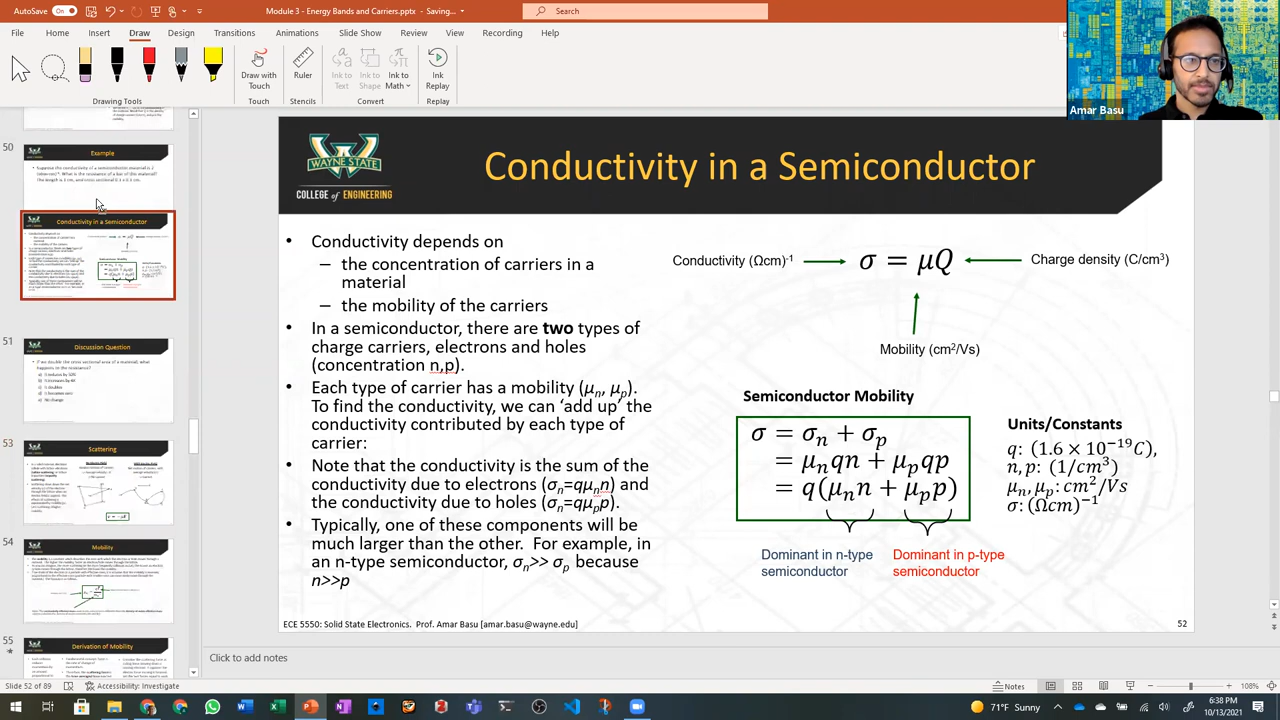 AutoSave On
Module 3 - Energy Bands and Carriers.pptx - Saving...
Search
File Home Insert Draw Design Transitions Animations Slide Show Review View Recording Help
Draw with Touch
Ruler
Ink to Text
Ink to Shape
Ink to Math
Ink Replay
Drawing Tools
Touch
Stencils
Convert
Replay
Amar Basu
50
Example
Conductivity in a Semiconductor
51
Discussion Question
53
Scattering
54
Mobility
55
Derivation of Mobility
WAYNE STATE
COLLEGE of ENGINEERING
Conductivity in a semiconductor
• Conductivity depends on
– the concentration of carriers in a
material
– the mobility of the carriers
• In a semiconductor, there are two types of
charge carriers, electrons and holes
(concentration n,p)
• Each type of carrier has a mobility (μn, μp).
To find the conductivity, we can 'add up' the
conductivity contributed by each type of
carrier:
• Note that the conductivity is the sum of the
conductivity due to electrons (σn=qμnn) and
the conductivity due to holes (σn=qμpp).
• Typically, one of these components will be
much larger than the other. For example, in
an n-type semiconductor σn>> σp because
n>>p
Conductivity (Ωcm)-1
σ = μQ
Charge density (C/cm3)
Mobility (cm2/Vs)
Semiconductor Mobility
σ = σn + σp
= μnqn + μpqp
= q(μnn + μpp)
Dominant in n-type
semiconductor
Dominant in p-type
semiconductor
Units/Constants
q: (1.6 × 10−19C),
n, p: (1/cm3)
μn, μp: cm2/Vs
σ: (Ωcm)−1
ECE 5550: Solid State Electronics. Prof. Amar Basu [amar.basu@wayne.edu]
52
Slide 52 of 89
Accessibility: Investigate
Notes
108%
71°F Sunny
6:38 PM
10/13/2021